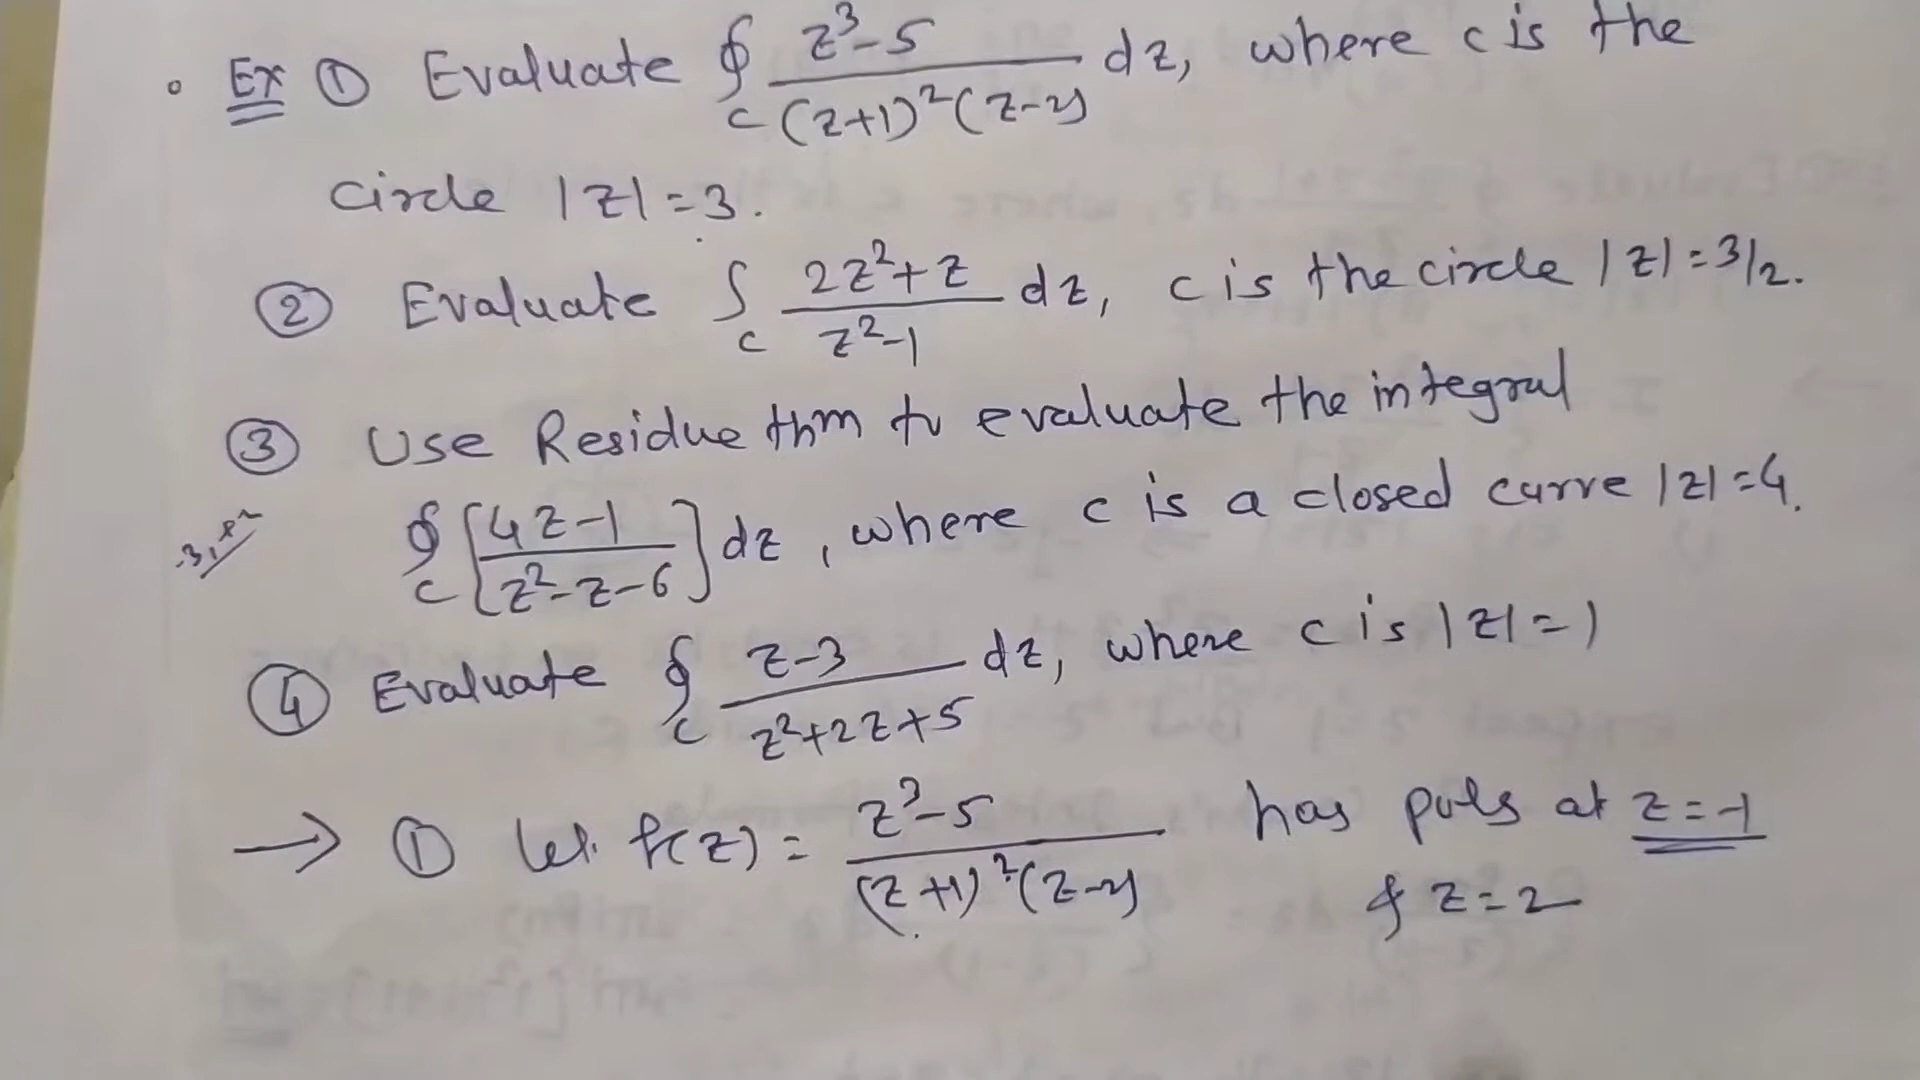 Ex ① Evaluate ∮_C (z³-5)/((z+1)²(z-2)) dz, where c is the
circle |z|=3.
② Evaluate ∫_C (2z²+z)/(z²-1) dz, c is the circle |z|=3/2.
③ Use Residue thm to evaluate the integral
∮_C [(4z-1)/(z²-z-6)] dz, where c is a closed curve |z|=4.
④ Evaluate ∮_C (z-3)/(z²+2z+5) dz, where c is |z|=1
→ ① let. f(z) = (z³-5)/((z+1)²(z-2)) has pols at z=-1
& z=2